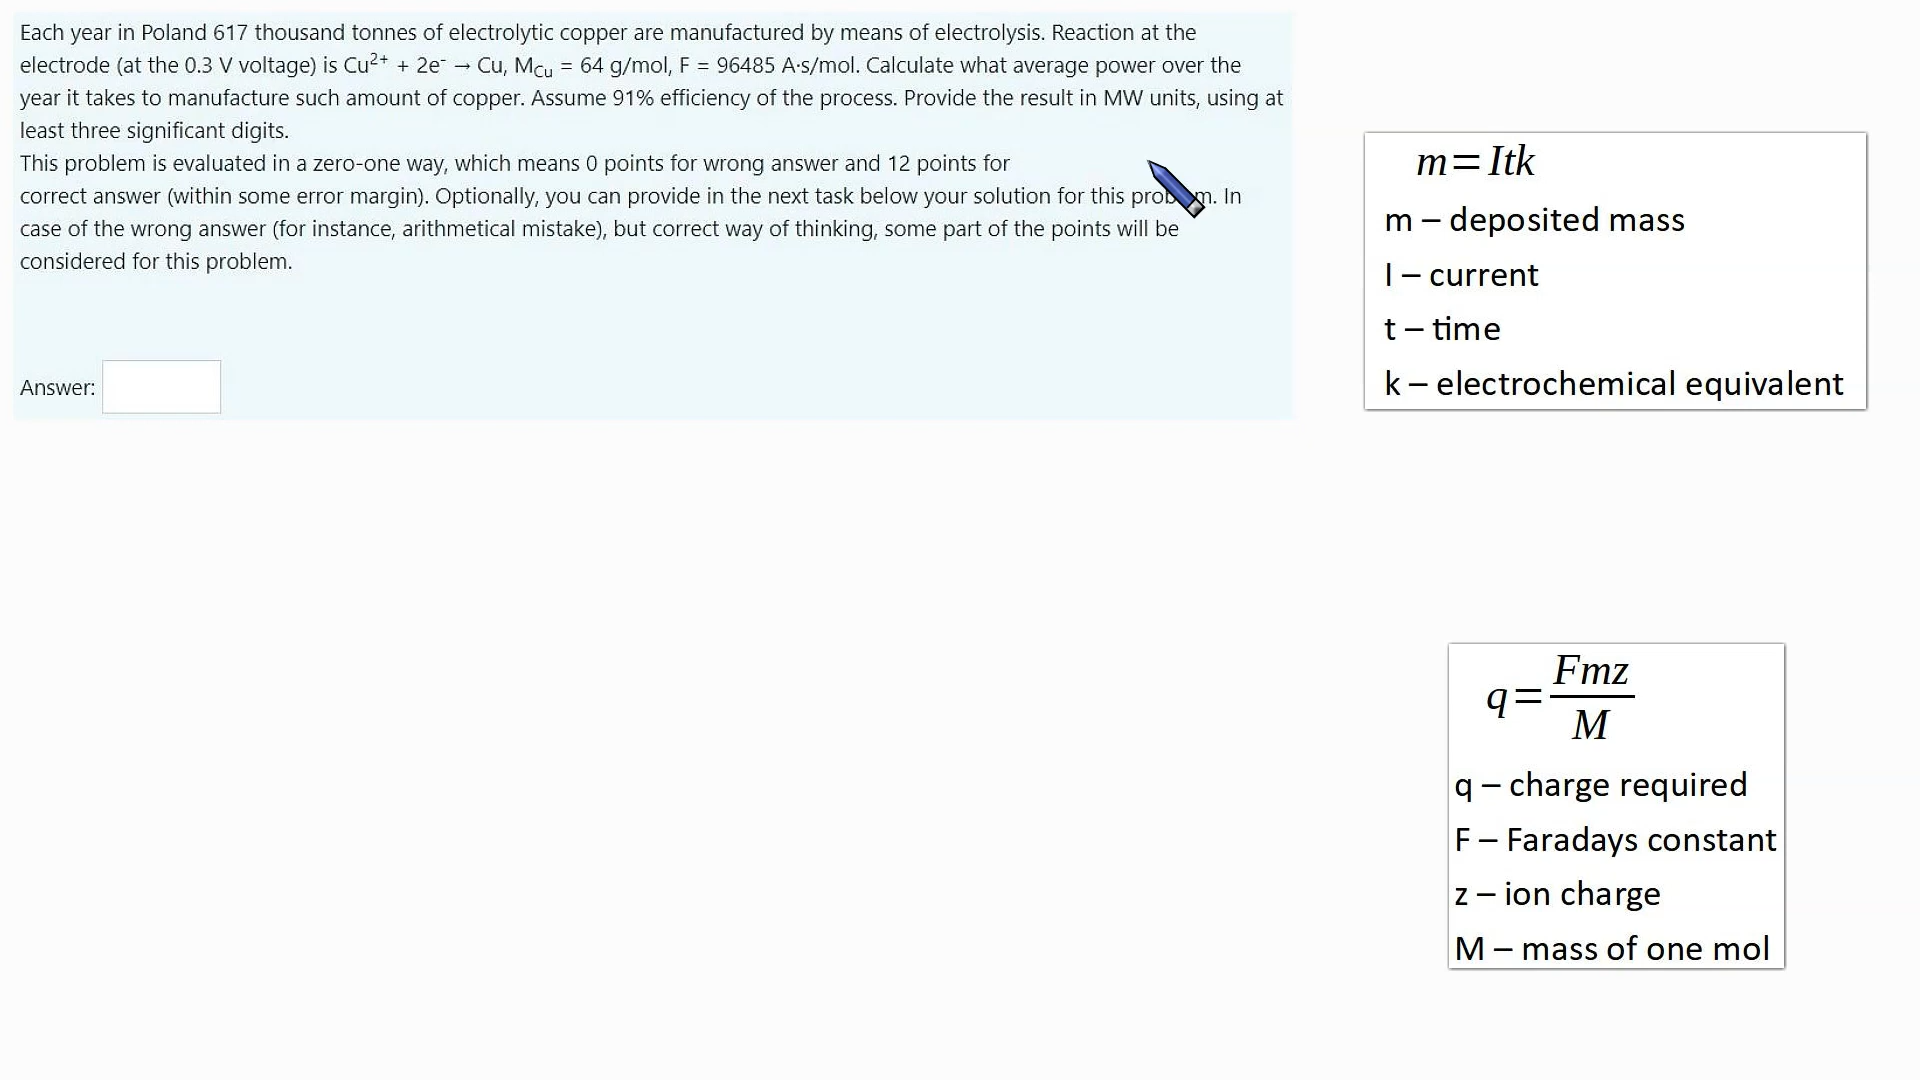 Each year in Poland 617 thousand tonnes of electrolytic copper are manufactured by means of electrolysis. Reaction at the
electrode (at the 0.3 V voltage) is Cu²⁺ + 2e⁻ → Cu, M_Cu = 64 g/mol, F = 96485 A·s/mol. Calculate what average power over the
year it takes to manufacture such amount of copper. Assume 91% efficiency of the process. Provide the result in MW units, using at
least three significant digits.
This problem is evaluated in a zero-one way, which means 0 points for wrong answer and 12 points for
correct answer (within some error margin). Optionally, you can provide in the next task below your solution for this problem. In
case of the wrong answer (for instance, arithmetical mistake), but correct way of thinking, some part of the points will be
considered for this problem.
Answer:
m=Itk
m – deposited mass
I – current
t – time
k – electrochemical equivalent
q=Fmz/M
q – charge required
F – Faradays constant
z – ion charge
M – mass of one mol